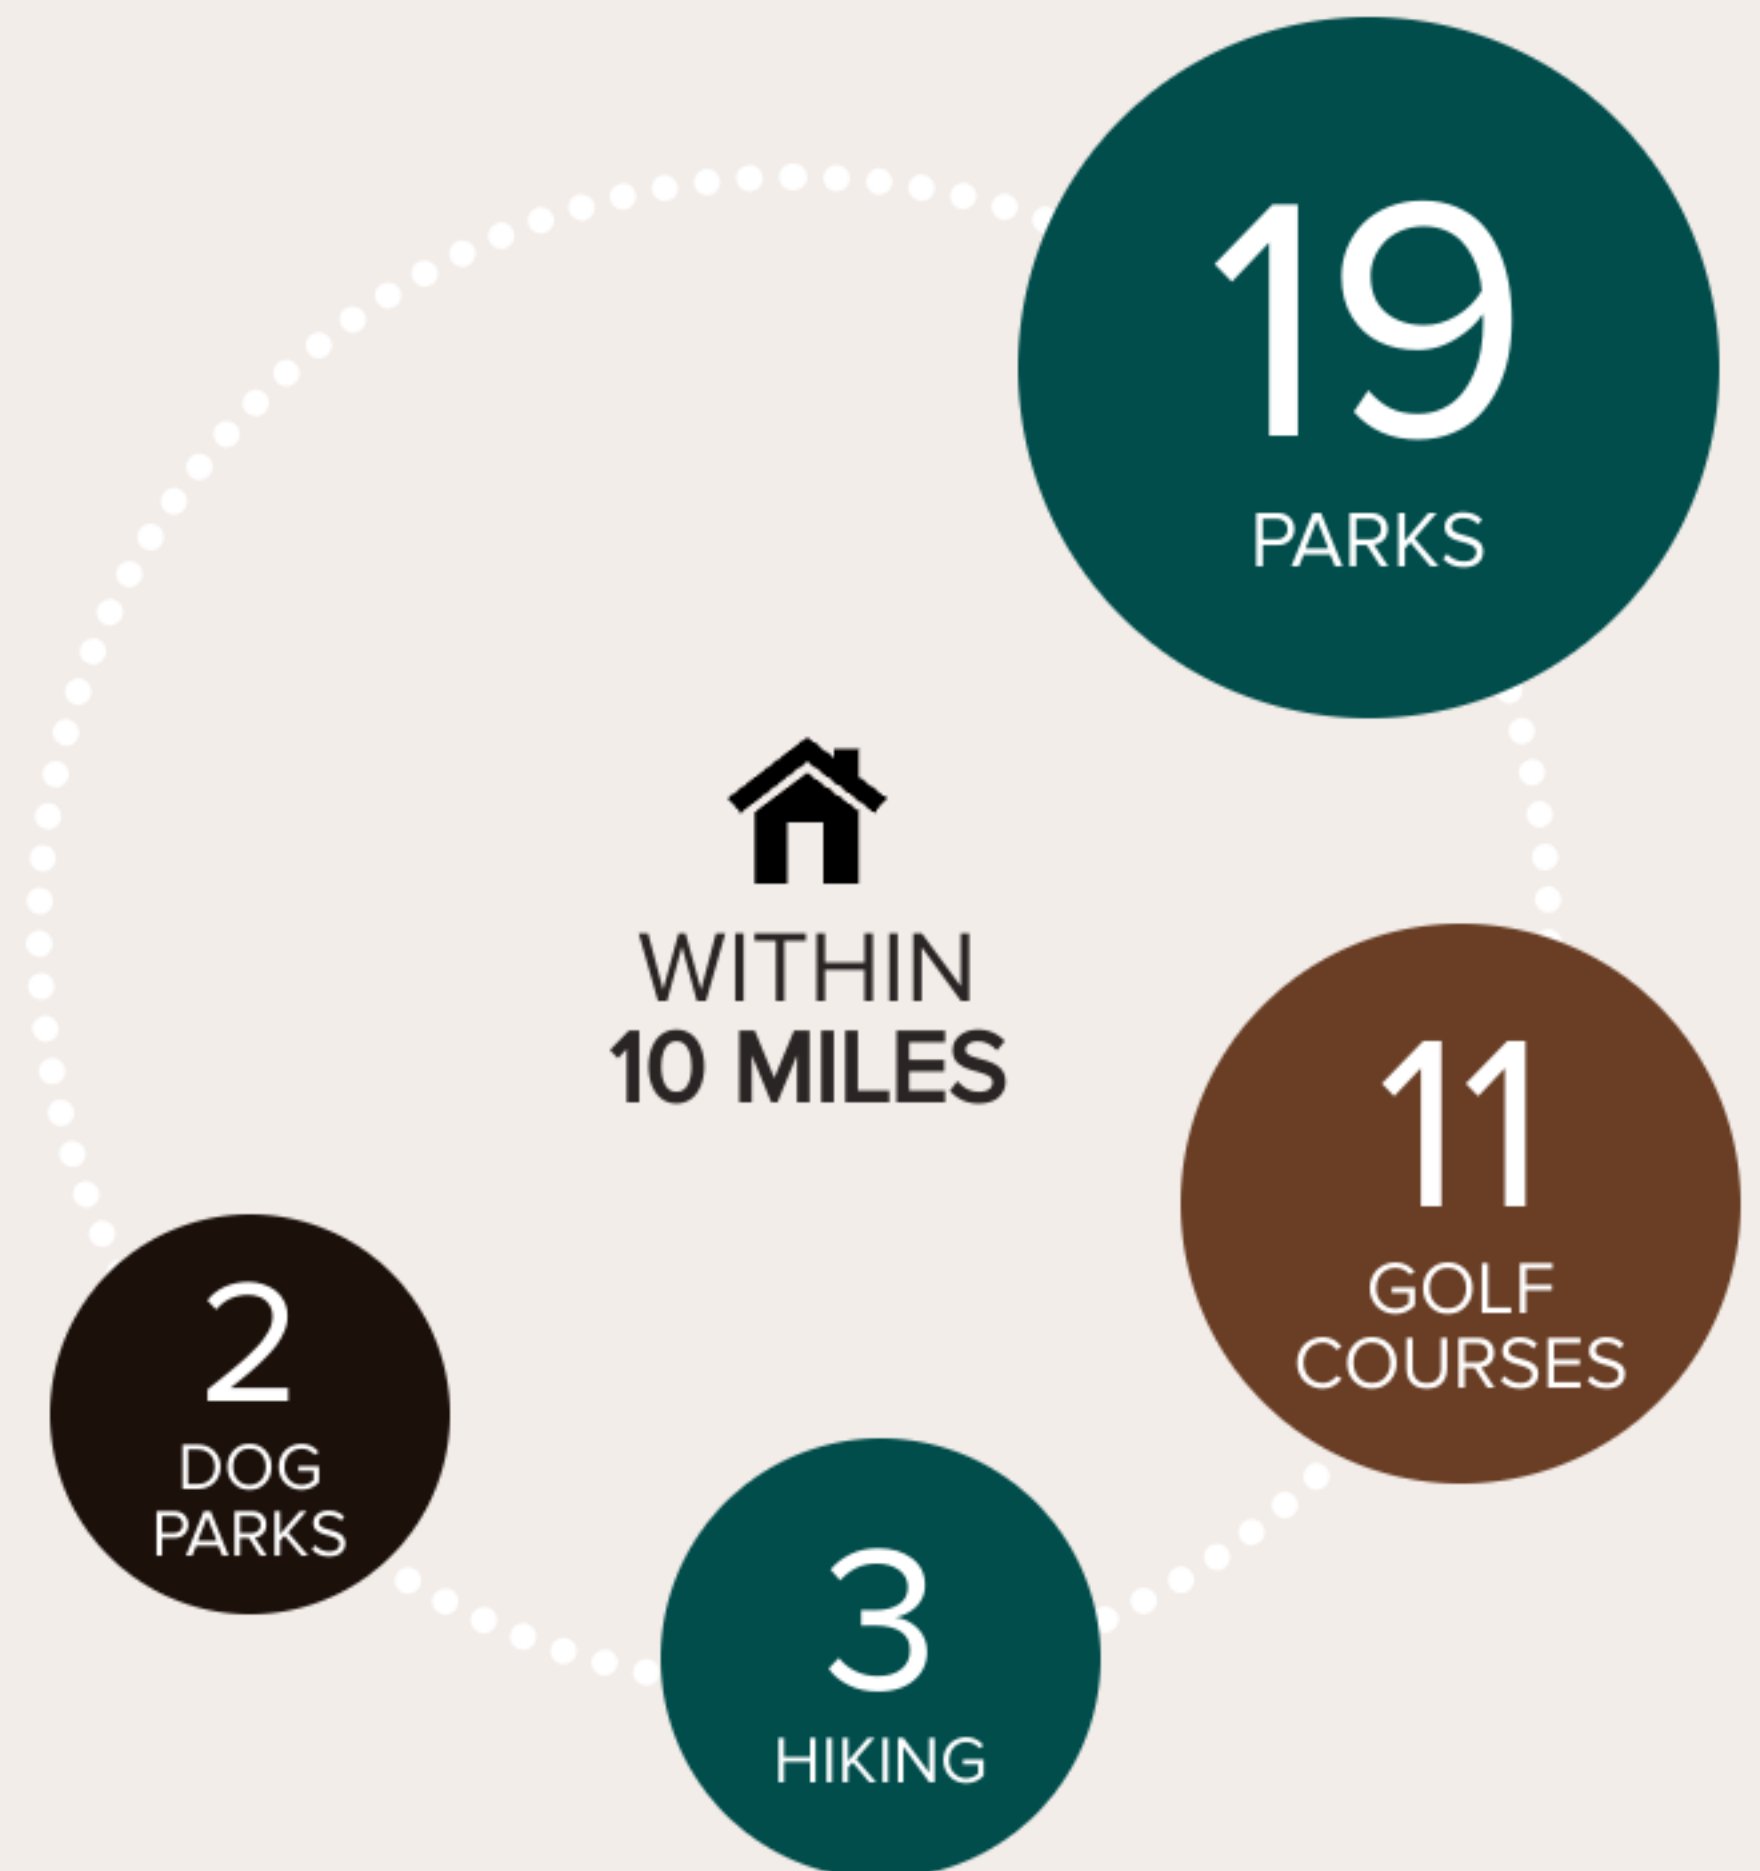 19
PARKS
WITHIN
10 MILES
11
GOLF
COURSES
2
DOG
PARKS
3
HIKING